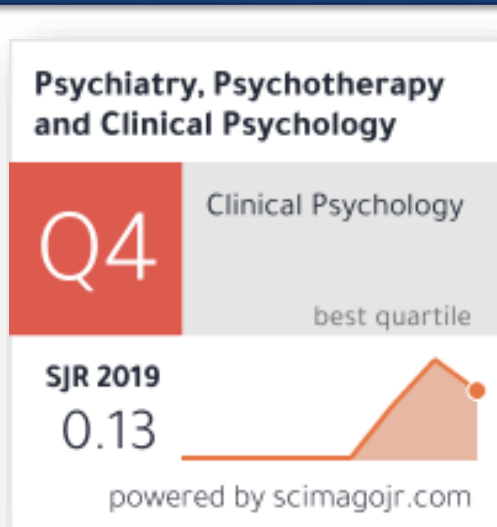 Psychiatry, Psychotherapy
and Clinical Psychology
Q4
Clinical Psychology
best quartile
SJR 2019
0.13
powered by scimagojr.com